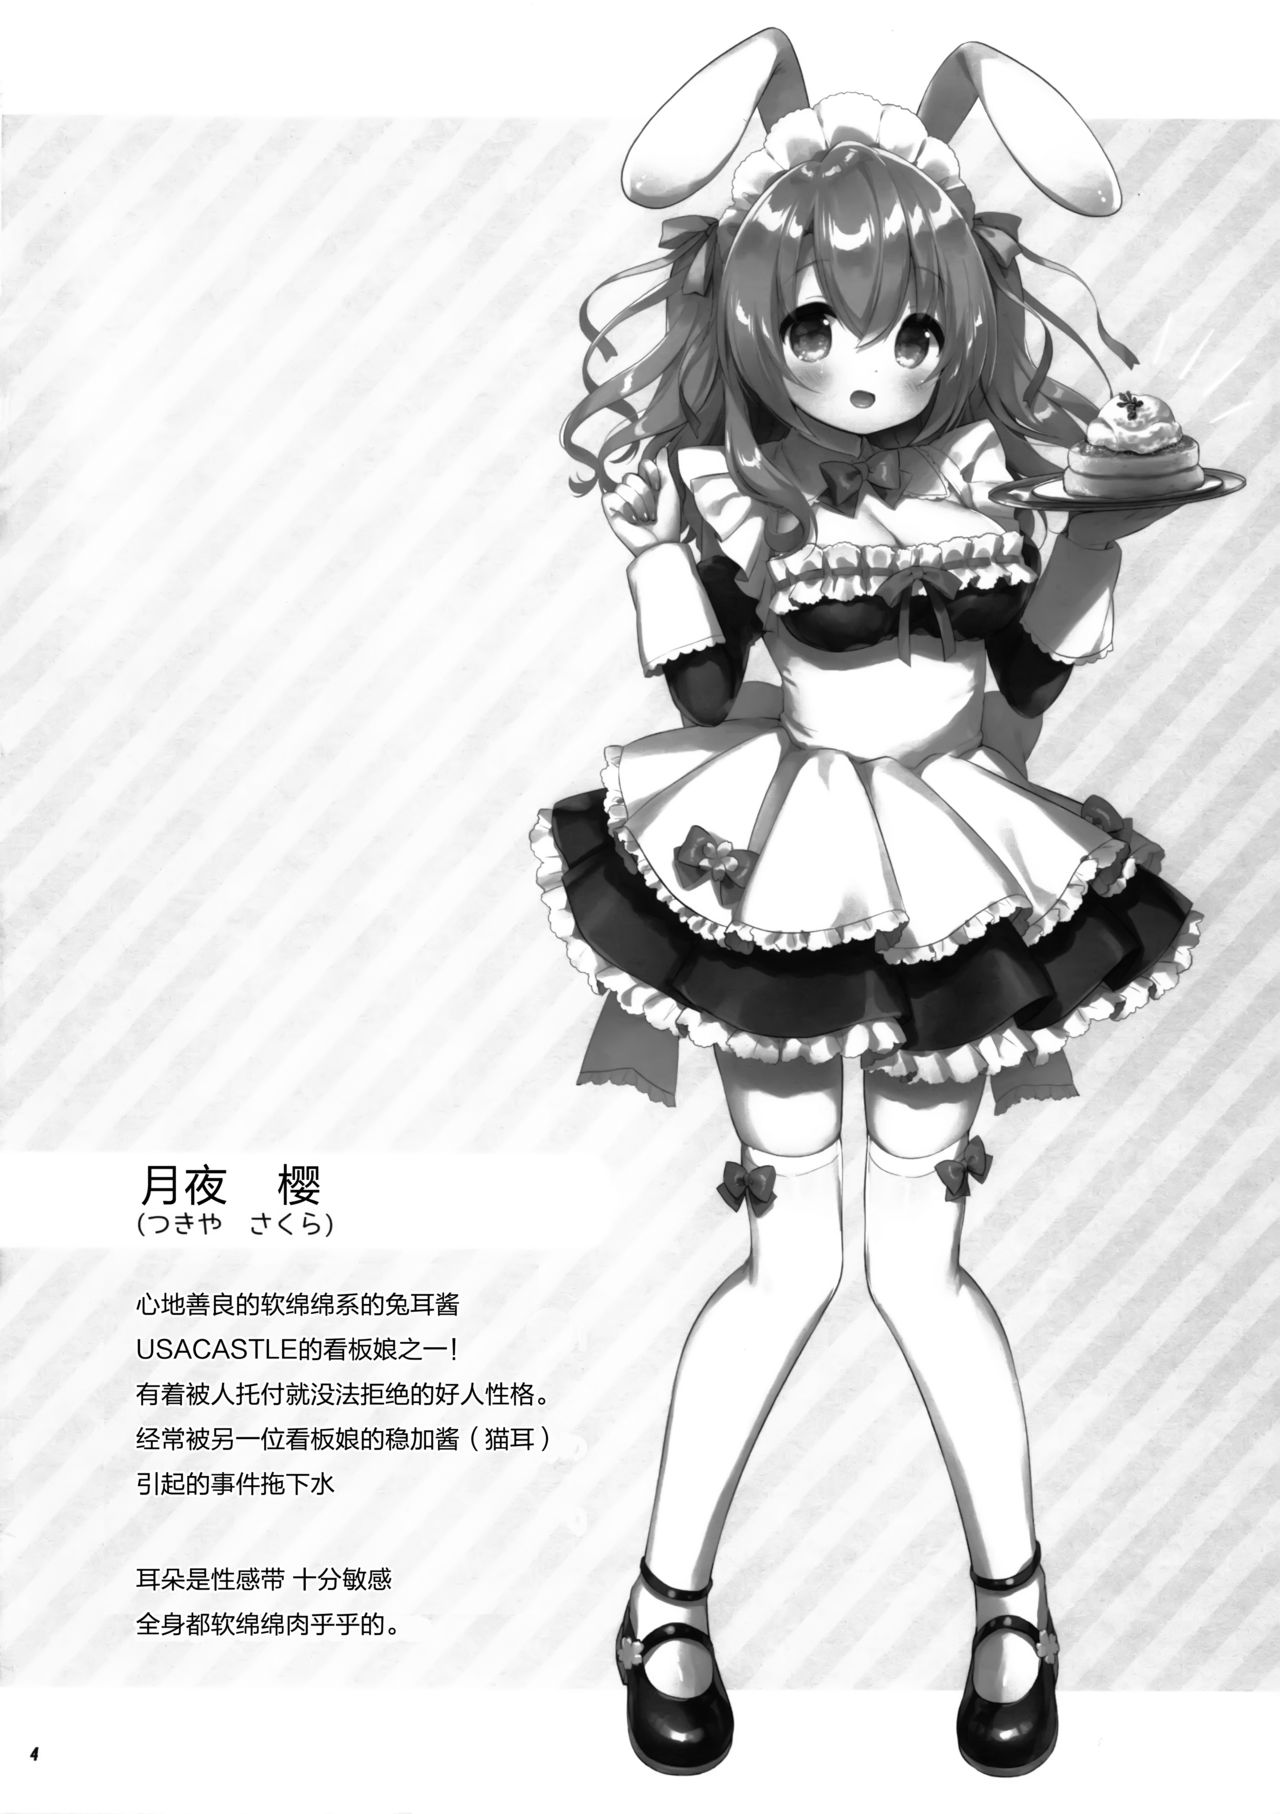 月夜　櫻
(つきや　さくら)
心地善良的软绵绵系的兔耳酱
USACASTLE的看板娘之一！
有着被人托付就没法拒绝的好人性格。
经常被另一位看板娘的稳加酱（猫耳）
引起的事件拖下水
耳朵是性感带 十分敏感
全身都软绵绵肉乎乎的。
4